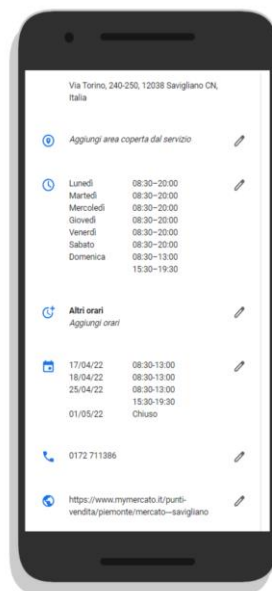 Via Torino, 240-250, 12038 Savigliano CN,
Italia
Aggiungi area coperta dal servizio
Lunedì 08:30–20:00
Martedì 08:30–20:00
Mercoledì 08:30–20:00
Giovedì 08:30–20:00
Venerdì 08:30–20:00
Sabato 08:30–20:00
Domenica 08:30–13:00
15:30–19:30
Altri orari
Aggiungi orari
17/04/22 08:30-13:00
18/04/22 08:30-13:00
25/04/22 08:30-13:00
15:30-19:30
01/05/22 Chiuso
0172 711386
https://www.mymercato.it/punti-
vendita/piemonte/mercato—savigliano